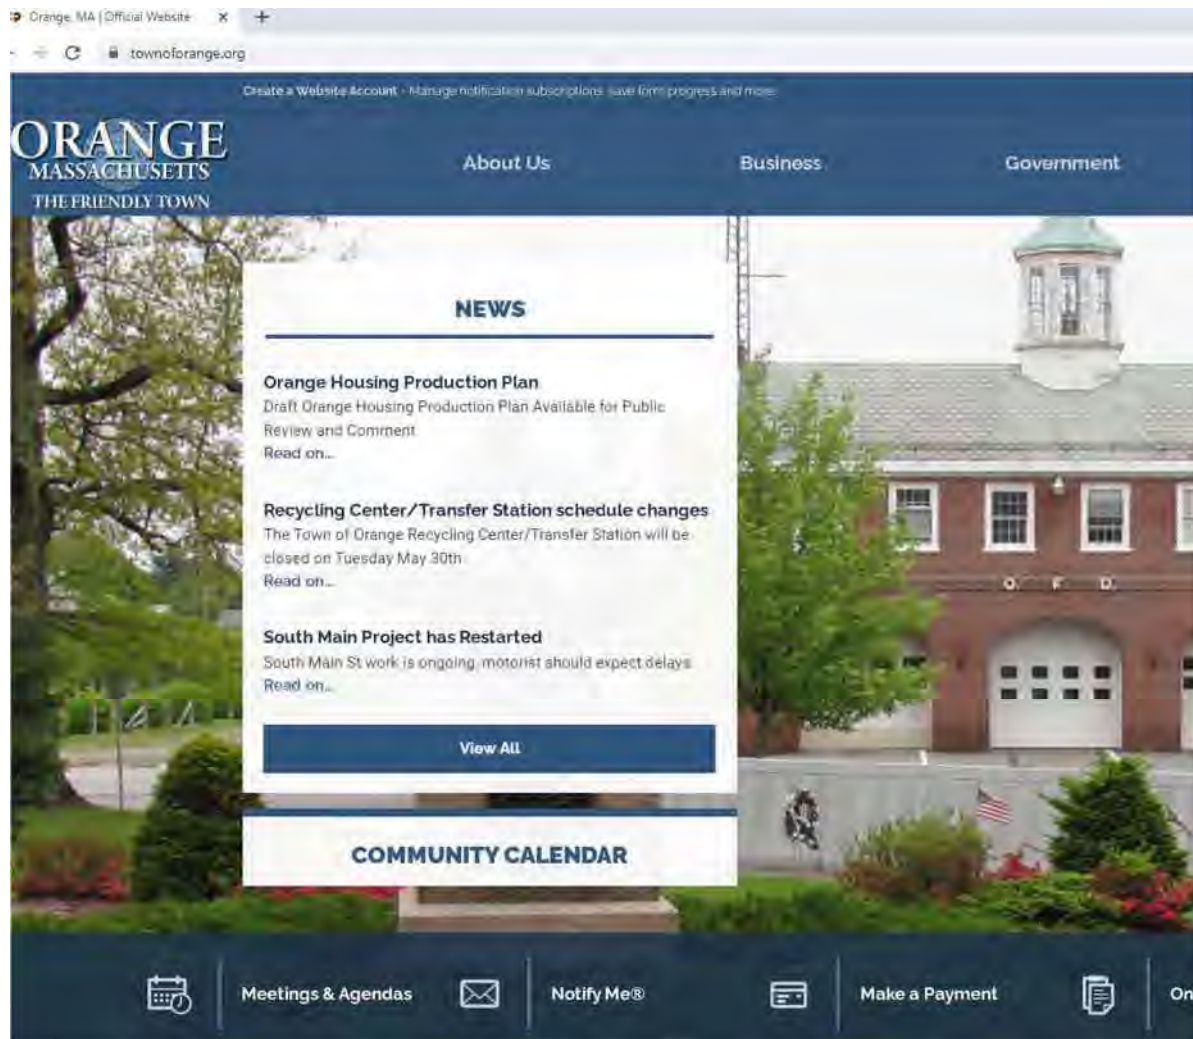 Orange, MA | Official Website
townoforange.org
Create a Website Account - Manage notification subscriptions, save form progress and more.
ORANGE
MASSACHUSETTS
THE FRIENDLY TOWN
About Us
Business
Government
NEWS
Orange Housing Production Plan
Draft Orange Housing Production Plan Available for Public
Review and Comment
Read on...
Recycling Center/Transfer Station schedule changes
The Town of Orange Recycling Center/Transfer Station will be
closed on Tuesday May 30th
Read on...
South Main Project has Restarted
South Main St work is ongoing, motorist should expect delays
Read on...
View All
O. F. D.
COMMUNITY CALENDAR
Meetings & Agendas
Notify Me®
Make a Payment
On